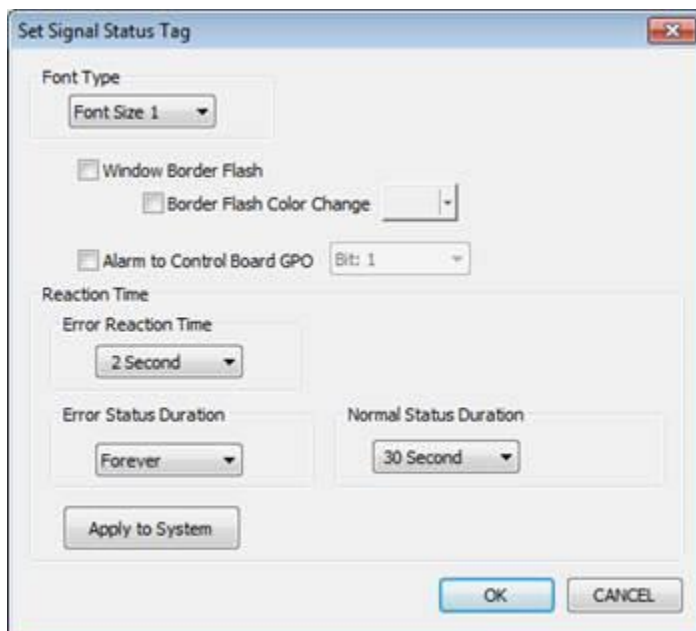 Set Signal Status Tag
Font Type
Font Size 1
Window Border Flash
Border Flash Color Change
Alarm to Control Board GPO Bit: 1
Reaction Time
Error Reaction Time
2 Second
Error Status Duration Normal Status Duration
Forever 30 Second
Apply to System
OK CANCEL